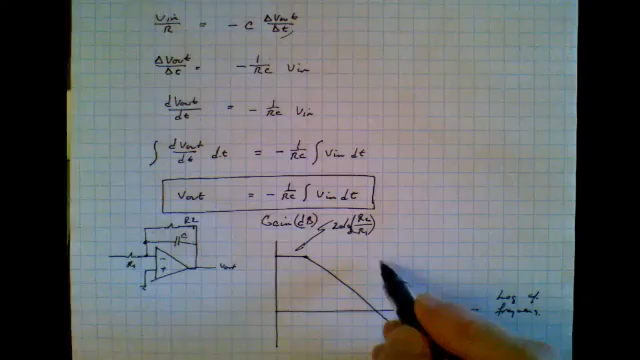 Vin/R = -C ΔVout/Δt
ΔVout/Δt = -1/RC Vin
dVout/dt = -1/RC Vin
∫ dVout/dt dt = -1/RC ∫ Vin dt
Vout = -1/RC ∫ Vin dt
Gain (dB)
20log(R2/R1)
R2
C
R1
-
+
Vout
Log of
frequency